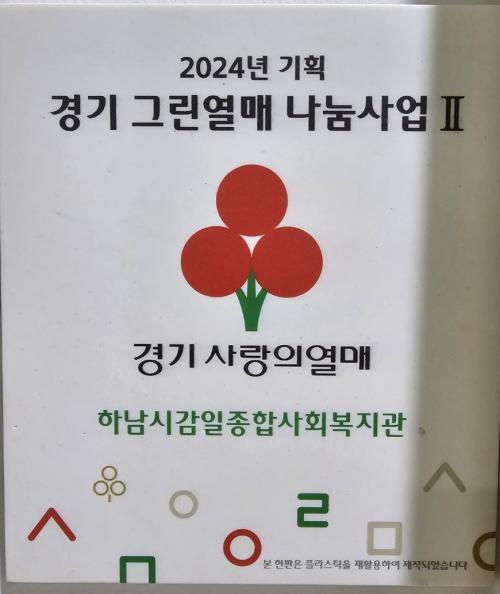 2024년 기획
경기 그린열매 나눔사업 Ⅱ
경기 사랑의열매
하남시감일종합사회복지관
본 현판은 플라스틱을 재활용하여 제작되었습니다